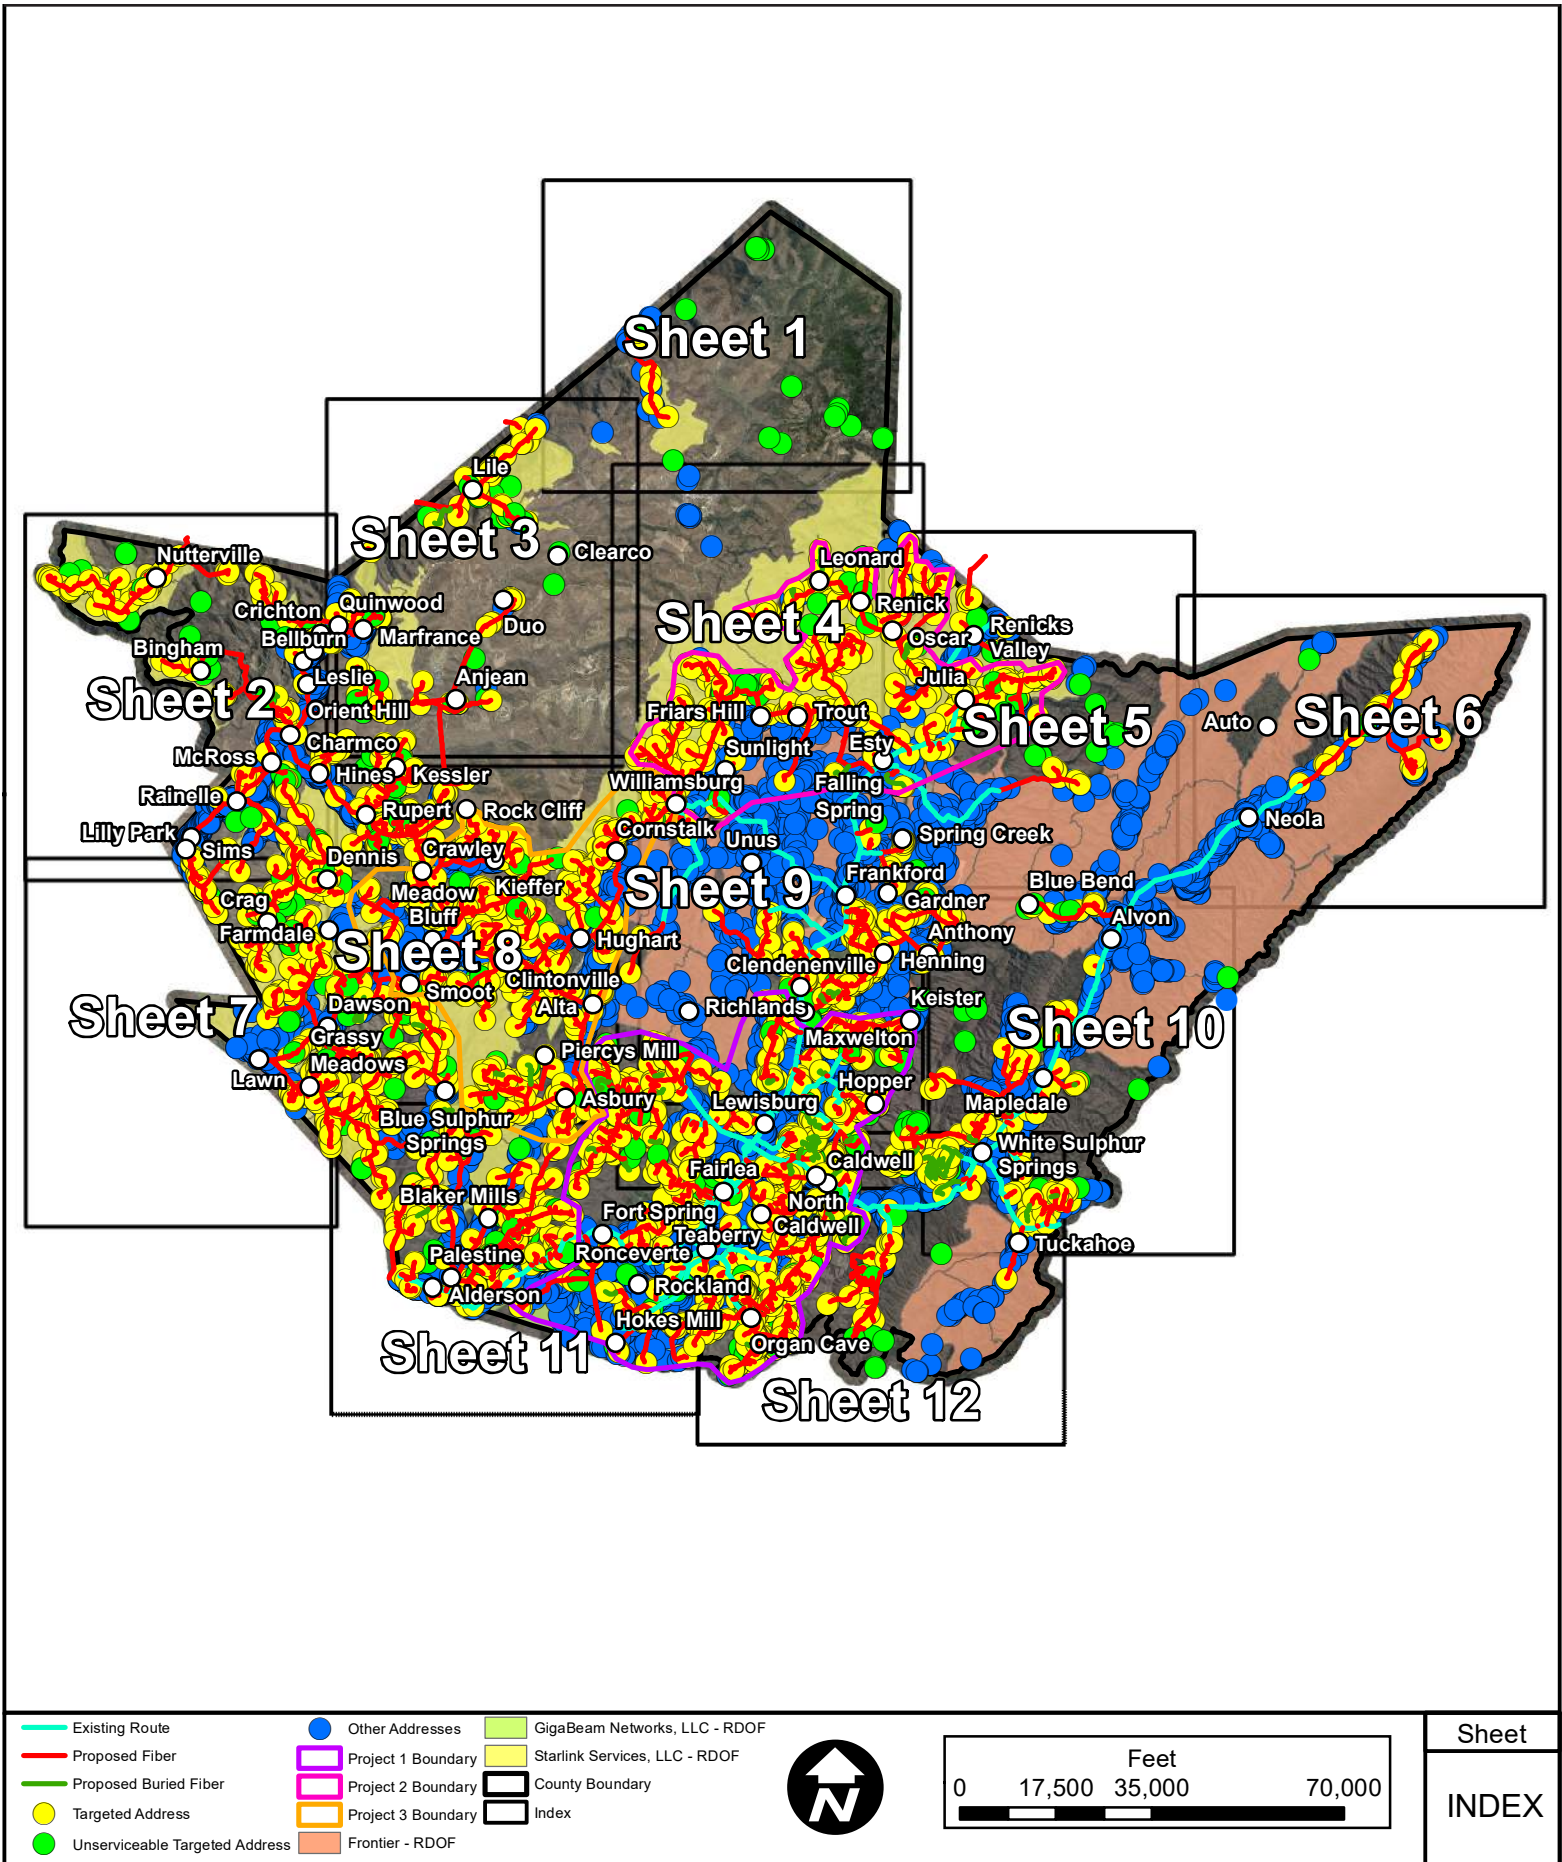 Sheet 1
Lile
Sheet 3
Clearco
Nutterville
Leonard
Crichton
Quinwood
Duo
Sheet 4
Renick
Bellburn
Marfrance
Oscar
Renicks
Valley
Bingham
Leslie
Anjean
Julia
Sheet 2
Orient Hill
Friars Hill
Trout
Sheet 5
Auto
Sheet 6
McRoss
Charmco
Sunlight
Esty
Hines
Kessler
Williamsburg
Falling
Spring
Rainelle
Rupert
Rock Cliff
Neola
Lilly Park
Sims
Dennis
Crawley
Cornstalk
Unus
Spring Creek
Crag
Meadow
Bluff
Kieffer
Sheet 9
Frankford
Gardner
Blue Bend
Farmdale
Sheet 8
Hughart
Anthony
Alvon
Clendenenville
Henning
Sheet 7
Dawson
Smoot
Clintonville
Alta
Richlands
Keister
Sheet 10
Grassy
Meadows
Piercys Mill
Maxwelton
Lawn
Asbury
Hopper
Blue Sulphur
Springs
Lewisburg
Mapledale
White Sulphur
Springs
Caldwell
Fairlea
Blaker Mills
Fort Spring
North
Caldwell
Teaberry
Palestine
Ronceverte
Tuckahoe
Alderson
Rockland
Hokes Mill
Sheet 11
Organ Cave
Sheet 12
Existing Route
Proposed Fiber
Proposed Buried Fiber
Targeted Address
Unserviceable Targeted Address
Other Addresses
Project 1 Boundary
Project 2 Boundary
Project 3 Boundary
Frontier - RDOF
GigaBeam Networks, LLC - RDOF
Starlink Services, LLC - RDOF
County Boundary
Index
N
Feet
0 17,500 35,000 70,000
Sheet
INDEX